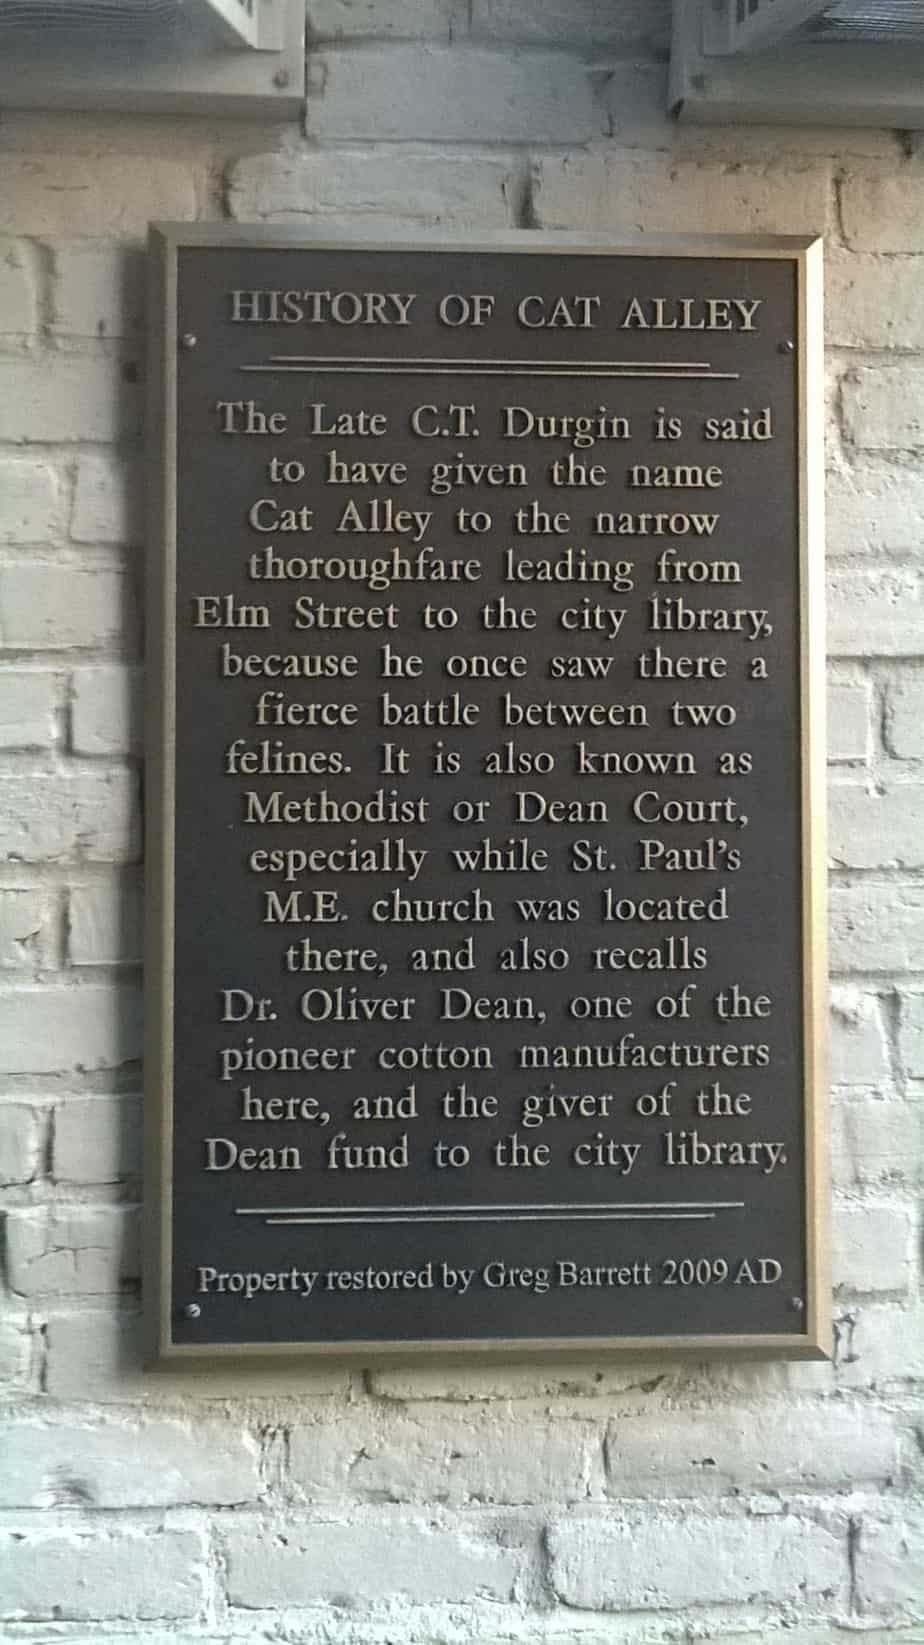 HISTORY OF CAT ALLEY
The Late C.T. Durgin is said
to have given the name
Cat Alley to the narrow
thoroughfare leading from
Elm Street to the city library,
because he once saw there a
fierce battle between two
felines. It is also known as
Methodist or Dean Court,
especially while St. Paul's
M.E. church was located
there, and also recalls
Dr. Oliver Dean, one of the
pioneer cotton manufacturers
here, and the giver of the
Dean fund to the city library.
Property restored by Greg Barrett 2009 AD